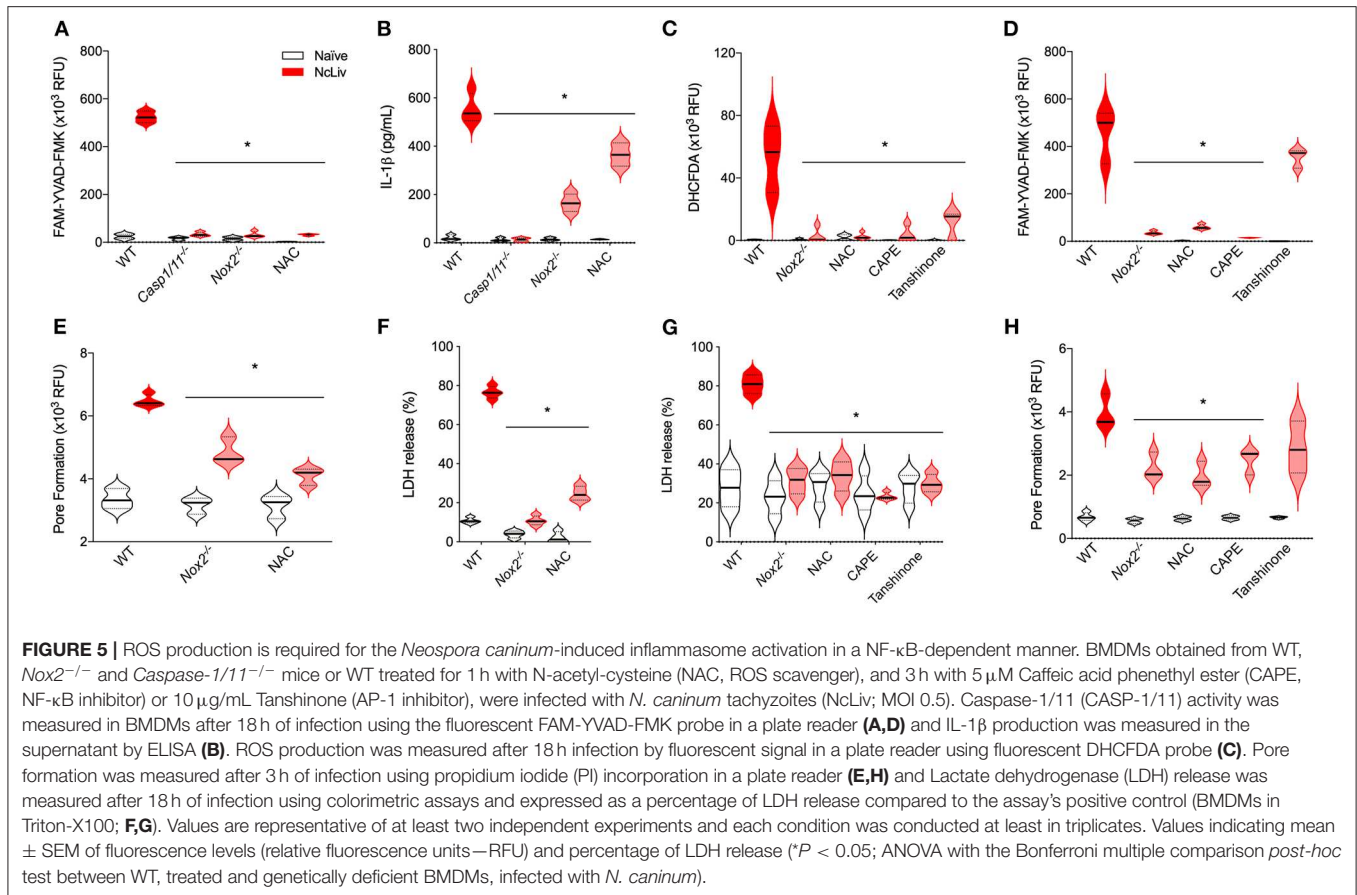 A
FAM-YVAD-FMK (x10³ RFU)
800
600
400
200
0
Naïve
NcLiv
*
WT
Casp1/11-/-
Nox2-/-
NAC
B
IL-1β (pg/mL)
800
600
400
200
0
*
WT
Casp1/11-/-
Nox2-/-
NAC
C
DHCFDA (x10³ RFU)
120
80
40
0
*
WT
Nox2-/-
NAC
CAPE
Tanshinone
D
FAM-YVAD-FMK (x10³ RFU)
800
600
400
200
0
*
WT
Nox2-/-
NAC
CAPE
Tanshinone
E
Pore Formation (x10³ RFU)
8
6
4
2
*
WT
Nox2-/-
NAC
F
LDH release (%)
100
80
60
40
20
0
*
WT
Nox2-/-
NAC
G
LDH release (%)
100
80
60
40
20
0
*
WT
Nox2-/-
NAC
CAPE
Tanshinone
H
Pore Formation (x10³ RFU)
6
4
2
0
*
WT
Nox2-/-
NAC
CAPE
Tanshinone
FIGURE 5 | ROS production is required for the Neospora caninum-induced inflammasome activation in a NF-κB-dependent manner. BMDMs obtained from WT,
Nox2−/− and Caspase-1/11−/− mice or WT treated for 1 h with N-acetyl-cysteine (NAC, ROS scavenger), and 3 h with 5 μM Caffeic acid phenethyl ester (CAPE,
NF-κB inhibitor) or 10 μg/mL Tanshinone (AP-1 inhibitor), were infected with N. caninum tachyzoites (NcLiv; MOI 0.5). Caspase-1/11 (CASP-1/11) activity was
measured in BMDMs after 18 h of infection using the fluorescent FAM-YVAD-FMK probe in a plate reader (A,D) and IL-1β production was measured in the
supernatant by ELISA (B). ROS production was measured after 18 h infection by fluorescent signal in a plate reader using fluorescent DHCFDA probe (C). Pore
formation was measured after 3 h of infection using propidium iodide (PI) incorporation in a plate reader (E,H) and Lactate dehydrogenase (LDH) release was
measured after 18 h of infection using colorimetric assays and expressed as a percentage of LDH release compared to the assay's positive control (BMDMs in
Triton-X100; F,G). Values are representative of at least two independent experiments and each condition was conducted at least in triplicates. Values indicating mean
± SEM of fluorescence levels (relative fluorescence units—RFU) and percentage of LDH release (*P < 0.05; ANOVA with the Bonferroni multiple comparison post-hoc
test between WT, treated and genetically deficient BMDMs, infected with N. caninum).